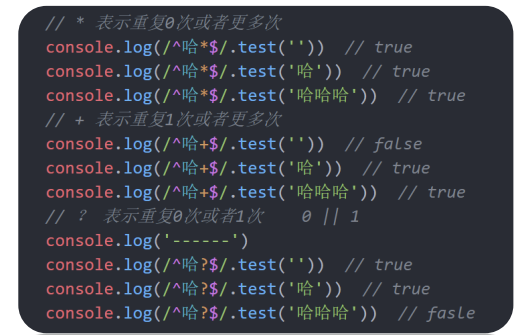 // * 表示重复0次或者更多次
console.log(/^哈*$/.test(''))  // true
console.log(/^哈*$/.test('哈'))  // true
console.log(/^哈*$/.test('哈哈哈'))  // true
// + 表示重复1次或者更多次
console.log(/^哈+$/.test(''))  // false
console.log(/^哈+$/.test('哈'))  // true
console.log(/^哈+$/.test('哈哈哈'))  // true
// ？ 表示重复0次或者1次    0 || 1
console.log('------')
console.log(/^哈?$/.test(''))  // true
console.log(/^哈?$/.test('哈'))  // true
console.log(/^哈?$/.test('哈哈哈'))  // fasle